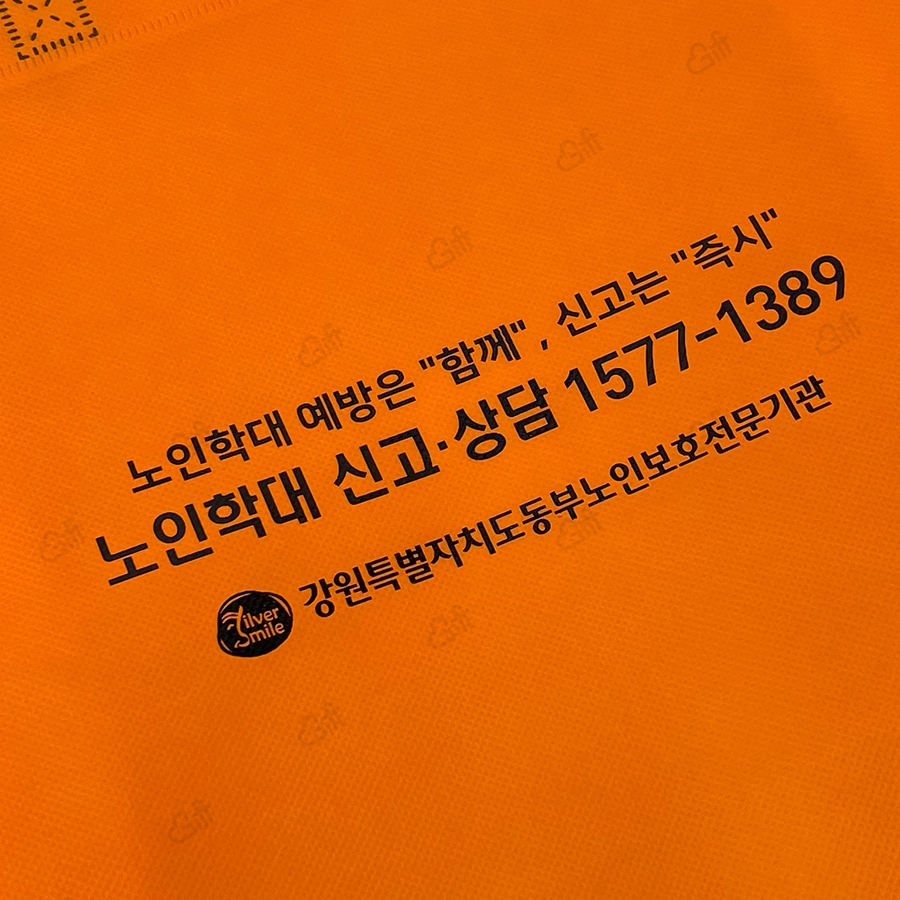 노인학대 예방은 "함께", 신고는 "즉시"
노인학대 신고·상담 1577-1389
Silver Smile
강원특별자치도동부노인보호전문기관
Gift